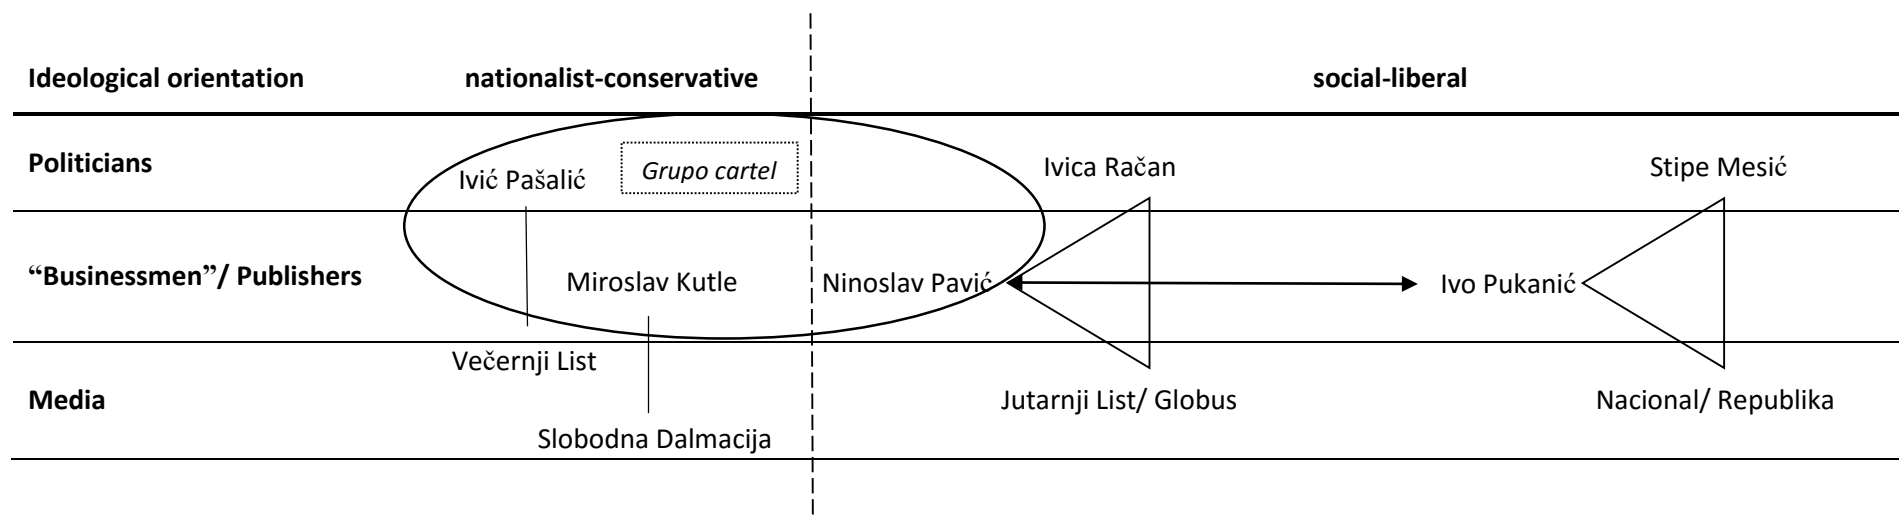 Ideological orientation nationalist-conservative social-liberal
Politicians Ivić Pašalić Grupo cartel Ivica Račan Stipe Mesić
“Businessmen”/ Publishers Miroslav Kutle Ninoslav Pavić Ivo Pukanić
Večernji List
Media Jutarnji List/ Globus Nacional/ Republika
Slobodna Dalmacija